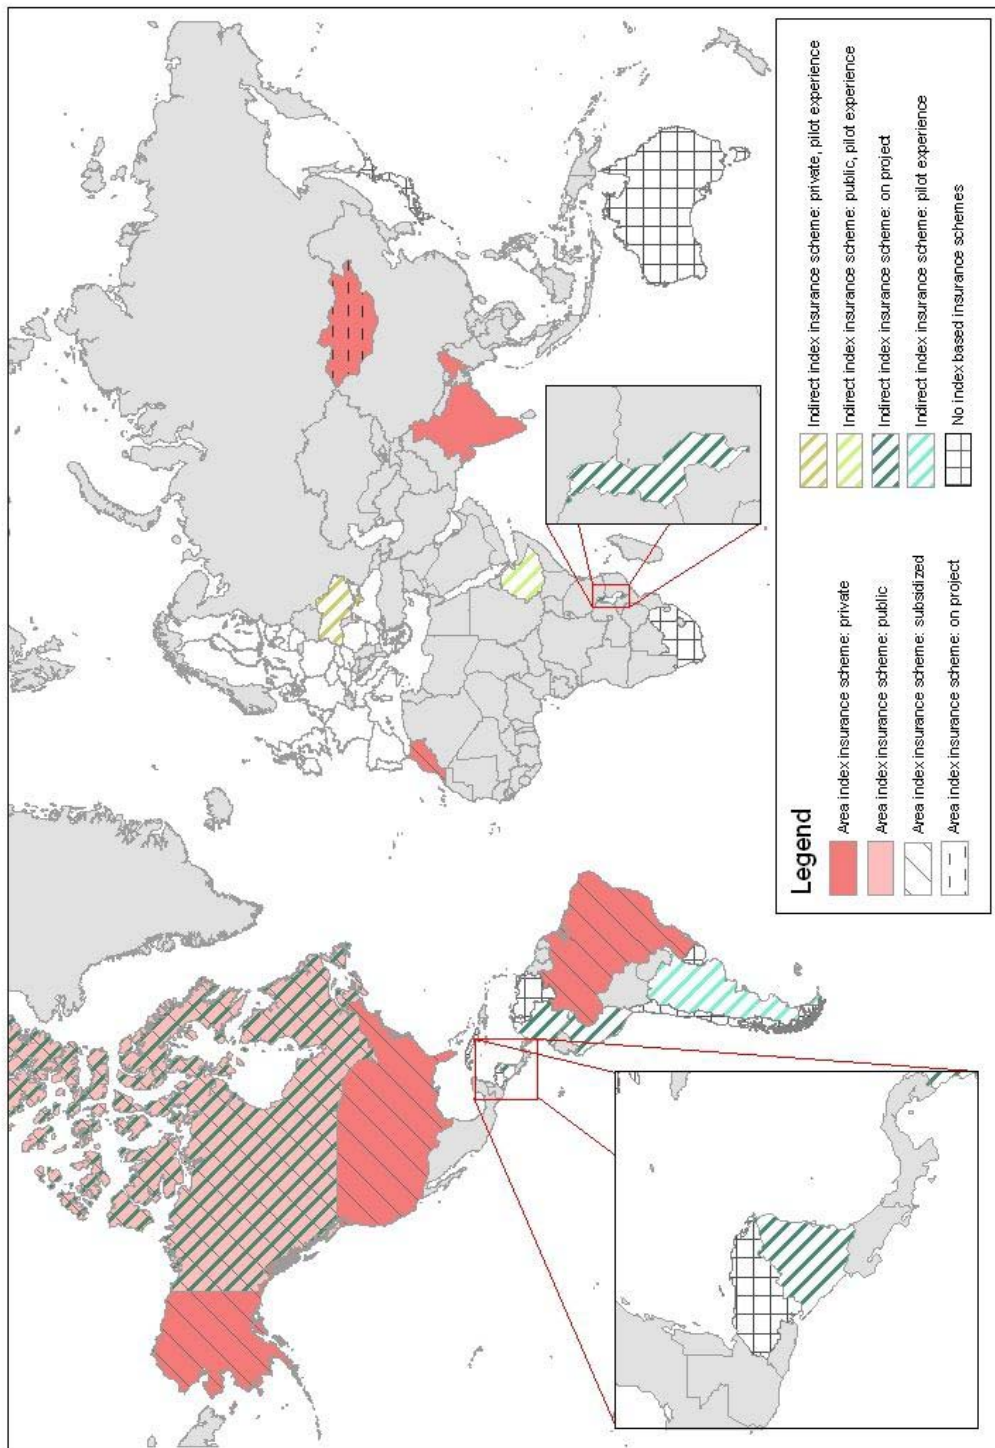 Legend
Area index insurance scheme: private
Area index insurance scheme: public
Area index insurance scheme: subsidized
Area index insurance scheme: on project
Indirect index insurance scheme: private, pilot experience
Indirect index insurance scheme: public, pilot experience
Indirect index insurance scheme: on project
Indirect index insurance scheme: pilot experience
No index based insurance schemes